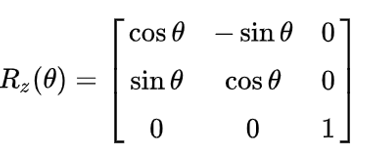 R_z(θ) = [ cos θ  − sin θ  0
sin θ  cos θ  0
0  0  1 ]